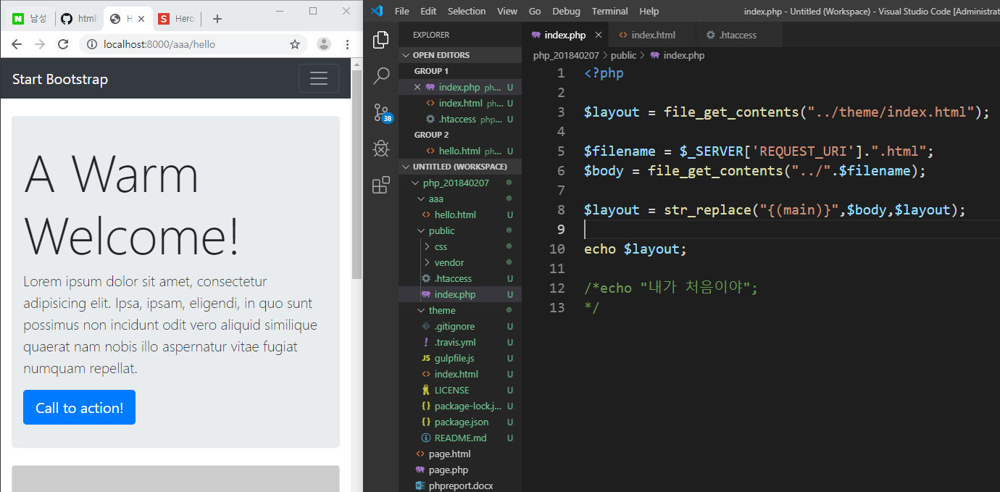 남성
html
H
Hero
localhost:8000/aaa/hello
Start Bootstrap
A Warm
Welcome!
Lorem ipsum dolor sit amet, consectetur
adipisicing elit. Ipsa, ipsam, eligendi, in quo sunt
possimus non incidunt odit vero aliquid similique
quaerat nam nobis illo aspernatur vitae fugiat
numquam repellat.
Call to action!
File Edit Selection View Go Debug Terminal Help index.php - Untitled (Workspace) - Visual Studio Code [Administrat
38
EXPLORER
OPEN EDITORS
GROUP 1
index.php ph... U
index.html ph... U
.htaccess php... U
GROUP 2
hello.html ph... U
UNTITLED (WORKSPACE)
php_201840207
aaa
hello.html U
public
css
vendor
.htaccess U
index.php U
theme
.gitignore U
.travis.yml U
JS gulpfile.js U
index.html U
LICENSE U
{} package-lock.j... U
{} package.json U
README.md U
page.html
page.php
phpreport.docx
index.php index.html .htaccess
php_201840207 > public > index.php
1 <?php
2
3 $layout = file_get_contents("../theme/index.html");
4
5 $filename = $_SERVER['REQUEST_URI'].".html";
6 $body = file_get_contents("../".$filename);
7
8 $layout = str_replace("{(main)}",$body,$layout);
9
10 echo $layout;
11
12 /*echo "내가 처음이야";
13 */